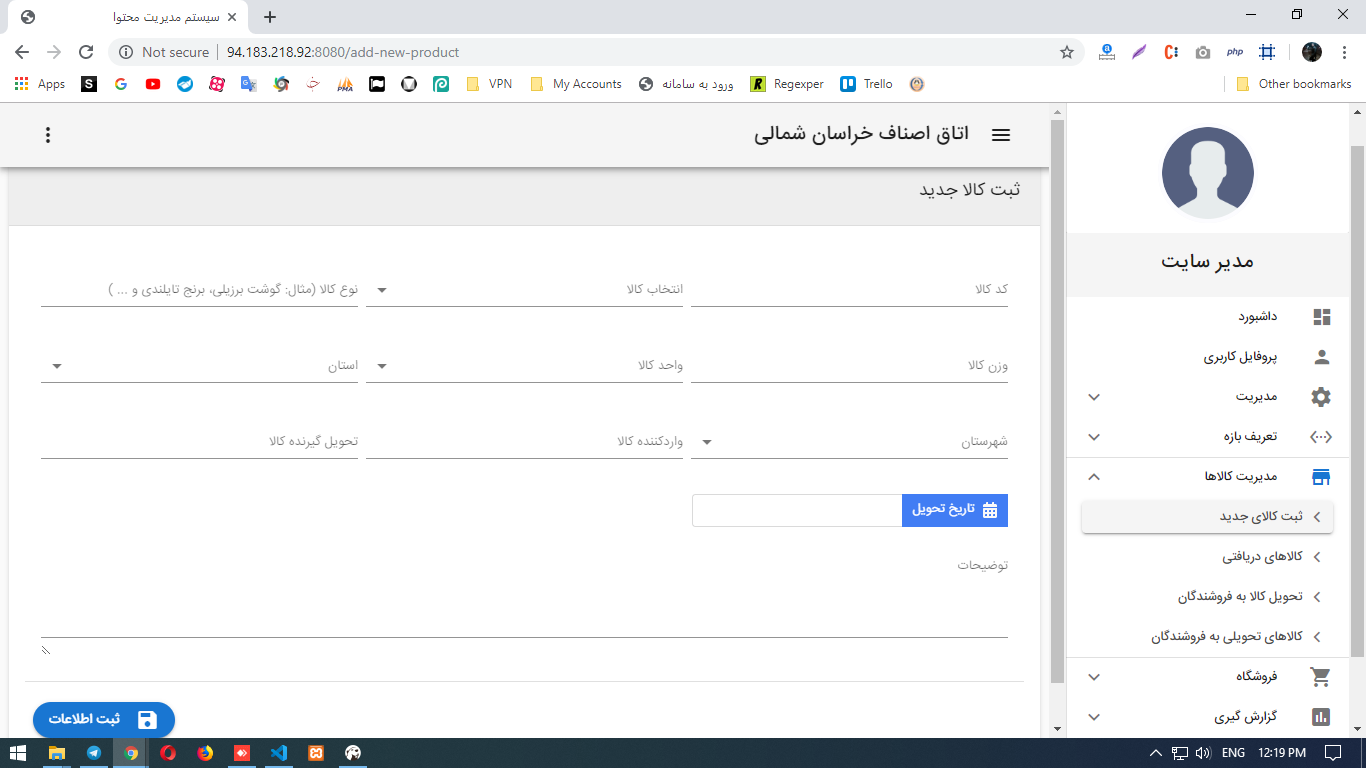 سیستم مدیریت محتوا
Not secure
94.183.218.92:8080/add-new-product
Apps
VPN
My Accounts
ورود به سامانه
Regexper
Trello
Other bookmarks
اتاق اصناف خراسان شمالی
ثبت کالا جدید
کد کالا
انتخاب کالا
نوع کالا (مثال: گوشت برزیلی، برنج تایلندی و ... )
وزن کالا
واحد کالا
استان
شهرستان
واردکننده کالا
تحویل گیرنده کالا
تاریخ تحویل
توضیحات
ثبت اطلاعات
مدیر سایت
داشبورد
پروفایل کاربری
مدیریت
تعریف بازه
مدیریت کالاها
ثبت کالای جدید
کالاهای دریافتی
تحویل کالا به فروشندگان
کالاهای تحویلی به فروشندگان
فروشگاه
گزارش گیری
ENG
12:19 PM